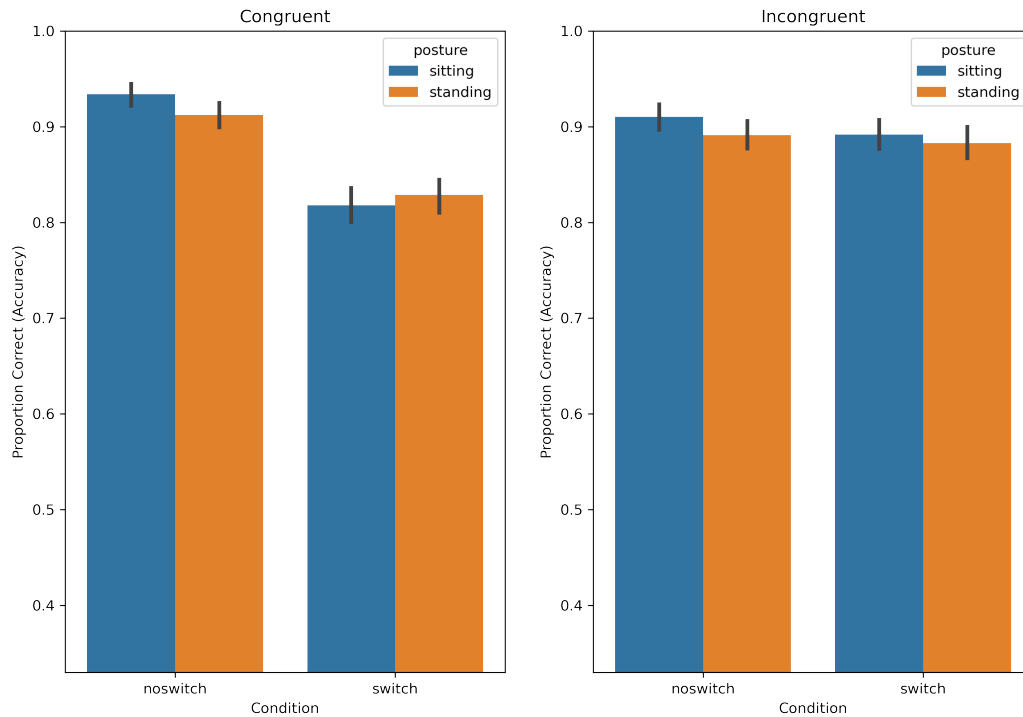 Congruent
1.0
0.9
0.8
0.7
0.6
0.5
0.4
Proportion Correct (Accuracy)
posture
sitting
standing
noswitch
switch
Condition
Incongruent
1.0
0.9
0.8
0.7
0.6
0.5
0.4
Proportion Correct (Accuracy)
posture
sitting
standing
noswitch
switch
Condition